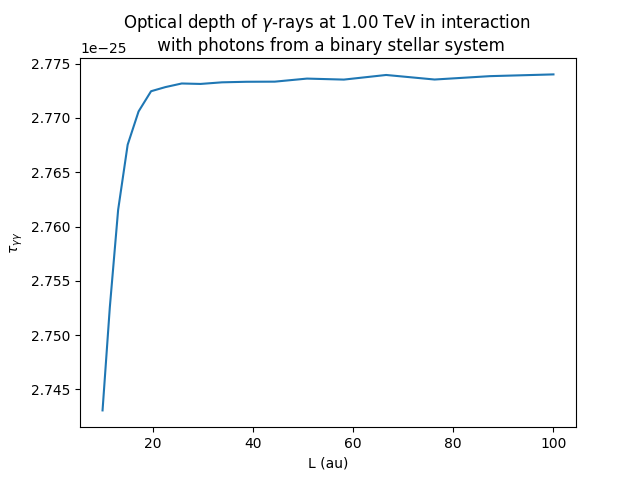 Optical depth of γ-rays at 1.00 TeV in interaction
with photons from a binary stellar system
1e−25
2.775
2.770
2.765
2.760
2.755
2.750
2.745
τγγ
20 40 60 80 100
L (au)